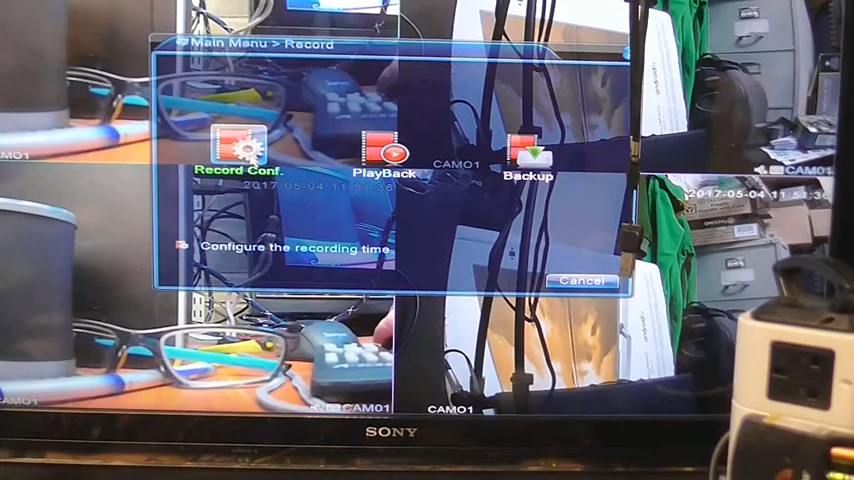 Main Menu > Record
CAM01
CAM01
CAM01
Record Conf.
PlayBack
Backup
2017-05-04 11:51:36
2017-05-04 11:51:36
Configure the recording time
Cancel
CAM01
CAM01
CAM01
SONY